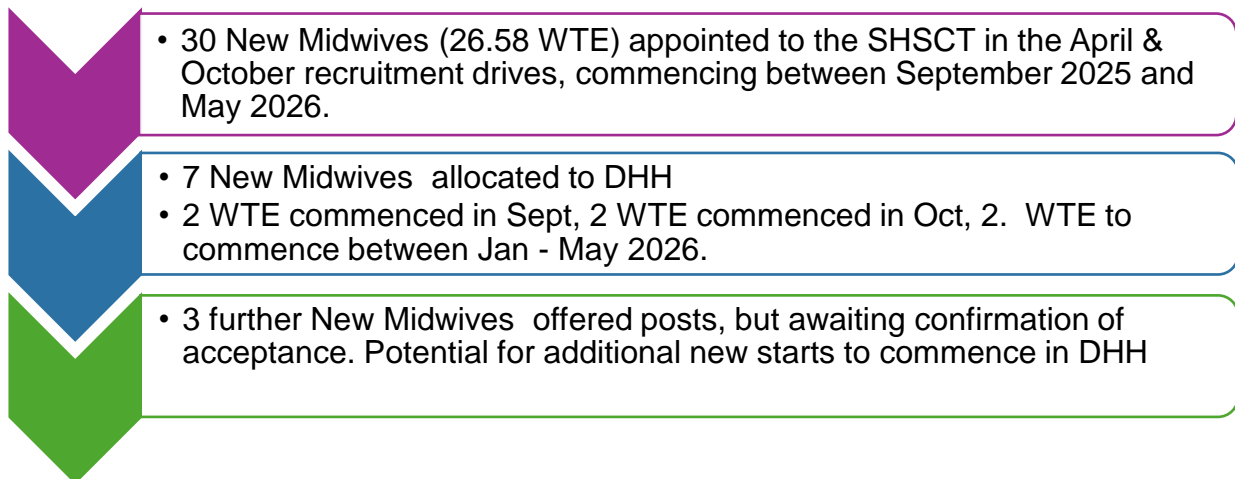 • 30 New Midwives (26.58 WTE) appointed to the SHSCT in the April &
October recruitment drives, commencing between September 2025 and
May 2026.
• 7 New Midwives  allocated to DHH
• 2 WTE commenced in Sept, 2 WTE commenced in Oct, 2.  WTE to
commence between Jan - May 2026.
• 3 further New Midwives  offered posts, but awaiting confirmation of
acceptance. Potential for additional new starts to commence in DHH